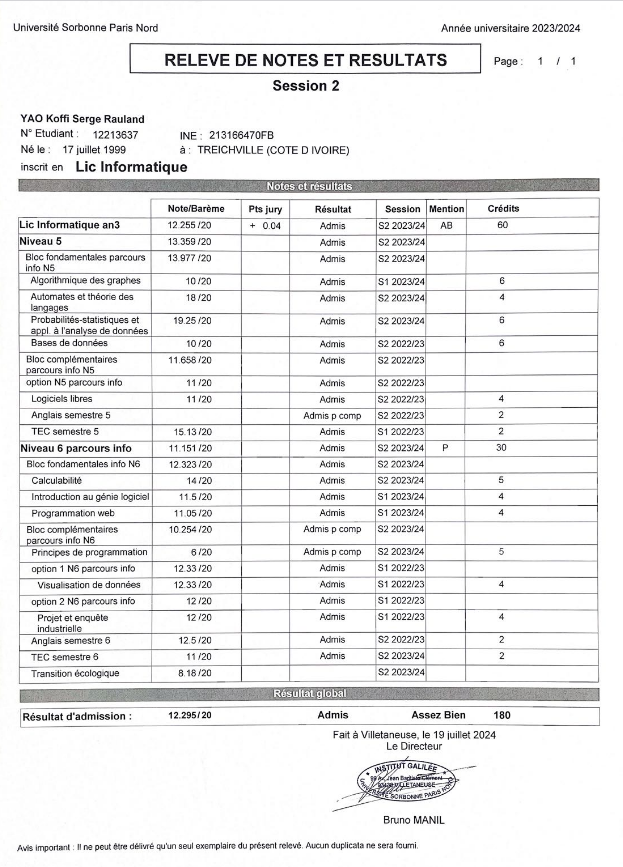 Université Sorbonne Paris Nord Année universitaire 2023/2024
RELEVE DE NOTES ET RESULTATS Page : 1 / 1
Session 2
YAO Koffi Serge Rauland
N° Etudiant : 12213637 INE : 213166470FB
Né le : 17 juillet 1999 à : TREICHVILLE (COTE D IVOIRE)
inscrit en Lic Informatique
Notes et résultats
Note/Barème Pts jury Résultat Session Mention Crédits
Lic Informatique an3 12.255 /20 + 0.04 Admis S2 2023/24 AB 60
Niveau 5 13.359 /20 Admis S2 2023/24
Bloc fondamentales parcours 13.977 /20 Admis S2 2023/24
info N5
Algorithmique des graphes 10 /20 Admis S1 2023/24 6
Automates et théorie des 18 /20 Admis S2 2023/24 4
langages
Probabilités-statistiques et 19.25 /20 Admis S2 2023/24 6
appl. à l'analyse de données
Bases de données 10 /20 Admis S2 2022/23 6
Bloc complémentaires 11.658 /20 Admis S2 2022/23
parcours info N5
option N5 parcours info 11 /20 Admis S2 2022/23
Logiciels libres 11 /20 Admis S2 2022/23 4
Anglais semestre 5 Admis p comp S2 2022/23 2
TEC semestre 5 15.13 /20 Admis S2 2022/23 2
Niveau 6 parcours info 11.151 /20 Admis S2 2023/24 P 30
Bloc fondamentales info N6 12.323 /20 Admis S2 2023/24
Calculabilité 14 /20 Admis S2 2023/24 5
Introduction au génie logiciel 11.5 /20 Admis S1 2023/24 4
Programmation web 11.05 /20 Admis S1 2023/24 4
Bloc complémentaires 10.254 /20 Admis p comp S2 2023/24
parcours info N6
Principes de programmation 6 /20 Admis p comp S2 2023/24 5
option 1 N6 parcours info 12.33 /20 Admis S1 2022/23
Visualisation de données 12.33 /20 Admis S1 2022/23 4
option 2 N6 parcours info 12 /20 Admis S1 2022/23
Projet et enquête 12 /20 Admis S1 2022/23 4
industrielle
Anglais semestre 6 12.5 /20 Admis S2 2022/23 2
TEC semestre 6 11 /20 Admis S2 2023/24 2
Transition écologique 8.18 /20 S2 2023/24
Résultat global
Résultat d'admission : 12.295 /20 Admis Assez Bien 180
Fait à Villetaneuse, le 19 juillet 2024
Le Directeur
INSTITUT GALILÉE
99 Av. Jean Baptiste Clément
93430 VILLETANEUSE
UNIVERSITÉ SORBONNE PARIS NORD
Bruno MANIL
Avis important : Il ne peut être délivré qu'un seul exemplaire du présent relevé. Aucun duplicata ne sera fourni.